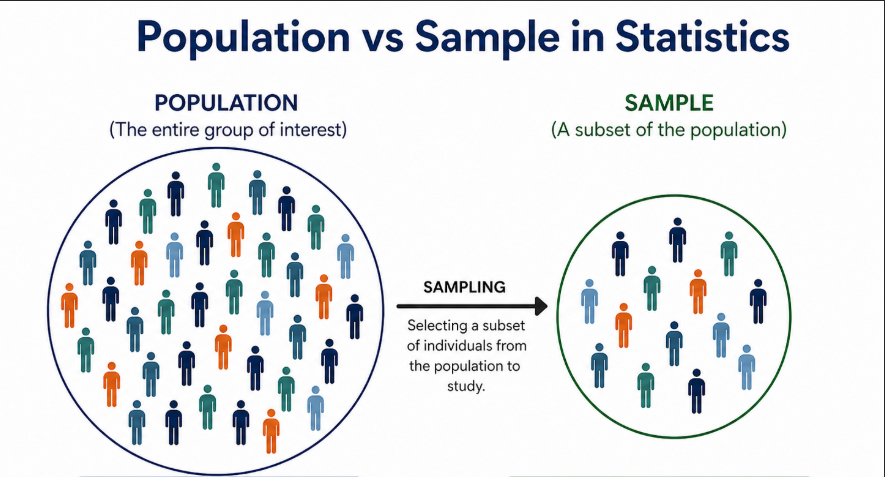 Population vs Sample in Statistics
POPULATION
(The entire group of interest)
SAMPLE
(A subset of the population)
SAMPLING
Selecting a subset
of individuals from
the population to
study.